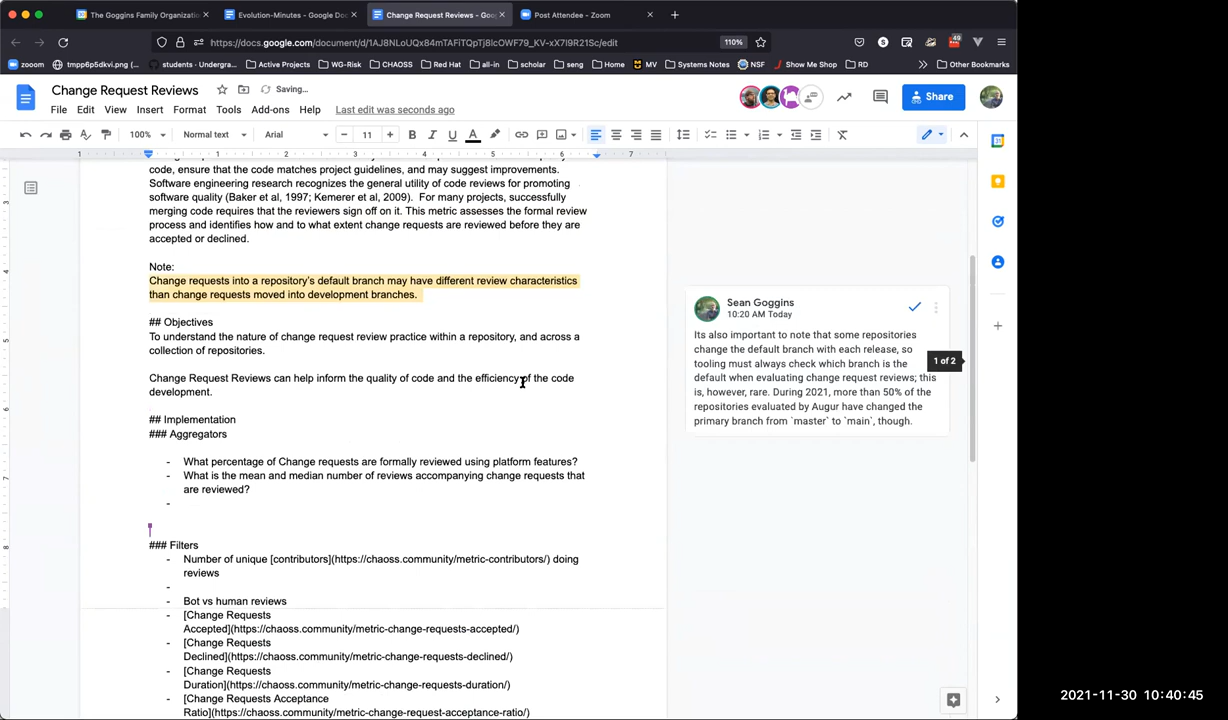 The Goggins Family Organizatio
Evolution-Minutes - Google Doc
Change Request Reviews - Goo
Post Attendee - Zoom
https://docs.google.com/document/d/1AJ8NLoUQx84mTAFiTQpTj8lcOWF79_KV-xX7I9R21Sc/edit
110%
zooom
tmpp6p5dkvi.png (...
students - Undergra...
Active Projects
WG-Risk
CHAOSS
Red Hat
all-in
scholar
seng
Home
MV
Systems Notes
NSF
Show Me Shop
RD
Other Bookmarks
49
Change Request Reviews
Saving...
File
Edit
View
Insert
Format
Tools
Add-ons
Help
Last edit was seconds ago
Share
100%
Normal text
Arial
11
1 1 2 3 4 5 6 7
code, ensure that the code matches project guidelines, and may suggest improvements.
Software engineering research recognizes the general utility of code reviews for promoting
software quality (Baker et al, 1997; Kemerer et al, 2009). For many projects, successfully
merging code requires that the reviewers sign off on it. This metric assesses the formal review
process and identifies how and to what extent change requests are reviewed before they are
accepted or declined.
Note:
Change requests into a repository's default branch may have different review characteristics
than change requests moved into development branches.
## Objectives
To understand the nature of change request review practice within a repository, and across a
collection of repositories.
Change Request Reviews can help inform the quality of code and the efficiency of the code
development.
## Implementation
### Aggregators
- What percentage of Change requests are formally reviewed using platform features?
- What is the mean and median number of reviews accompanying change requests that
are reviewed?
-
### Filters
- Number of unique [contributors](https://chaoss.community/metric-contributors/) doing
reviews
-
- Bot vs human reviews
- [Change Requests
Accepted](https://chaoss.community/metric-change-requests-accepted/)
- [Change Requests
Declined](https://chaoss.community/metric-change-requests-declined/)
- [Change Requests
Duration](https://chaoss.community/metric-change-requests-duration/)
- [Change Requests Acceptance
Ratio](https://chaoss.community/metric-change-request-acceptance-ratio/)
Sean Goggins
10:20 AM Today
Its also important to note that some repositories
change the default branch with each release, so
tooling must always check which branch is the
default when evaluating change request reviews; this
is, however, rare. During 2021, more than 50% of the
repositories evaluated by Augur have changed the
primary branch from `master` to `main`, though.
1 of 2
2021-11-30 10:40:45